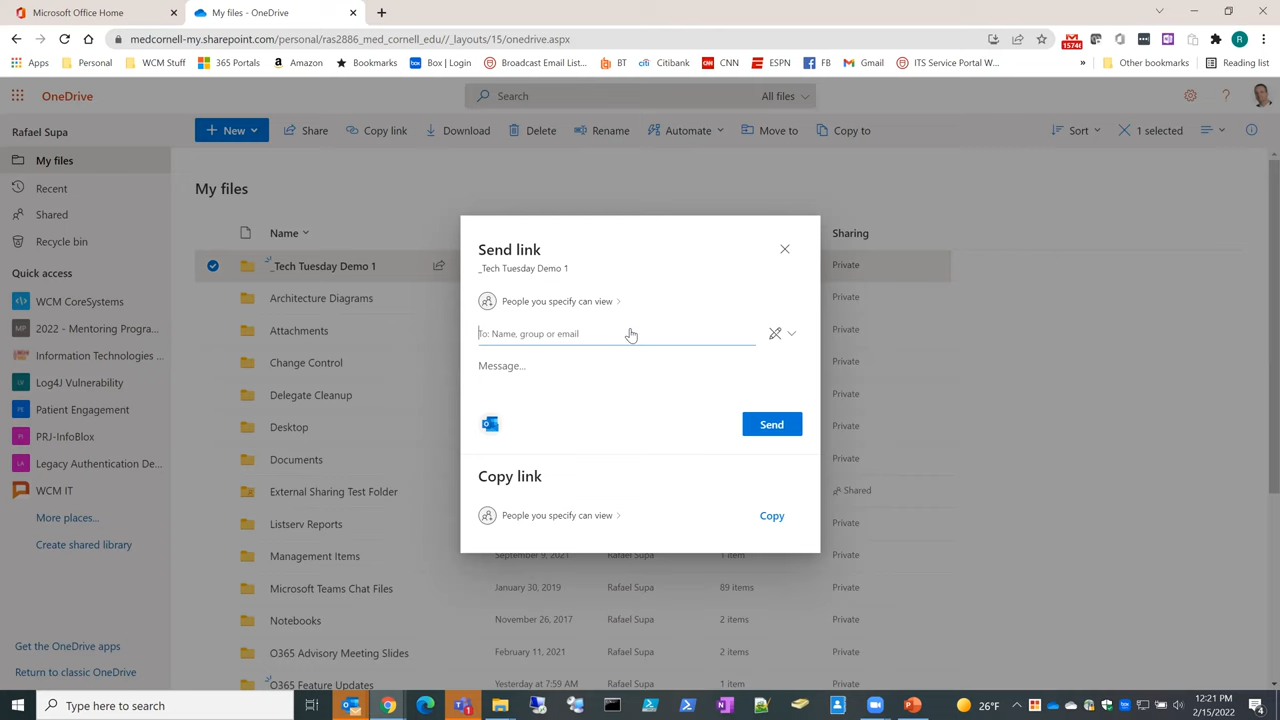 Microsoft Office Home
My files - OneDrive
medcornell-my.sharepoint.com/personal/ras2886_med_cornell_edu//_layouts/15/onedrive.aspx
Apps
Personal
WCM Stuff
365 Portals
Amazon
Bookmarks
Box | Login
Broadcast Email List...
BT
Citibank
CNN
ESPN
FB
Gmail
ITS Service Portal W...
»
Other bookmarks
Reading list
OneDrive
Search
All files
Rafael Supa
New
Share
Copy link
Download
Delete
Rename
Automate
Move to
Copy to
Sort
1 selected
My files
Recent
Shared
Recycle bin
Quick access
WCM CoreSystems
2022 - Mentoring Progra...
Information Technologies ...
Log4J Vulnerability
Patient Engagement
PRJ-InfoBlox
Legacy Authentication De...
WCM IT
More places...
Create shared library
Get the OneDrive apps
Return to classic OneDrive
My files
Name
Sharing
_Tech Tuesday Demo 1
Private
Architecture Diagrams
Private
Attachments
Private
Change Control
Private
Delegate Cleanup
Private
Desktop
Private
Documents
Private
External Sharing Test Folder
Shared
Listserv Reports
Private
Management Items
September 9, 2021
Rafael Supa
1 item
Private
Microsoft Teams Chat Files
January 30, 2019
Rafael Supa
89 items
Private
Notebooks
November 26, 2017
Rafael Supa
2 items
Private
O365 Advisory Meeting Slides
February 11, 2021
Rafael Supa
2 items
Private
O365 Feature Updates
Yesterday at 7:59 AM
Rafael Supa
4 items
Private
Send link
_Tech Tuesday Demo 1
People you specify can view
To: Name, group or email
Message...
Send
Copy link
People you specify can view
Copy
Type here to search
26°F
12:21 PM
2/15/2022